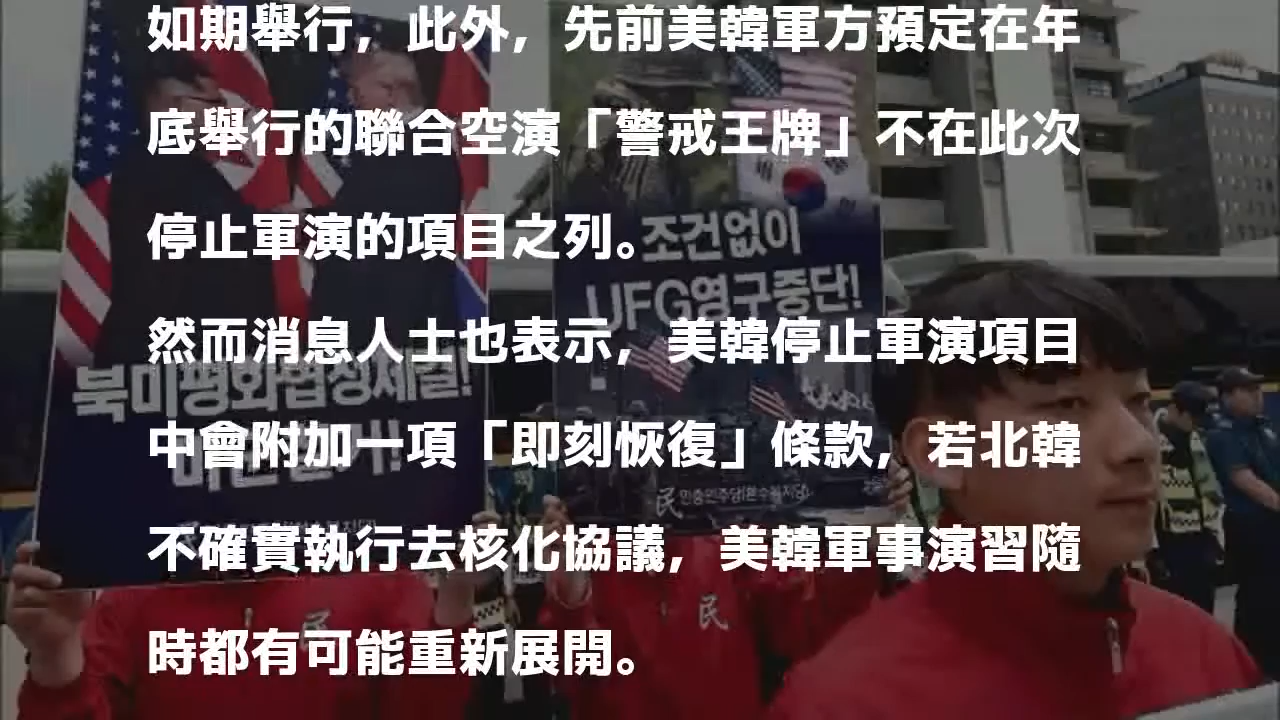 如期舉行，此外，先前美韓軍方預定在年
底舉行的聯合空演「警戒王牌」不在此次
停止軍演的項目之列。
然而消息人士也表示，美韓停止軍演項目
中會附加一項「即刻恢復」條款，若北韓
不確實執行去核化協議，美韓軍事演習隨
時都有可能重新展開。
조건없이
UFG영구중단!
북미평화협정체결!
民
民
民